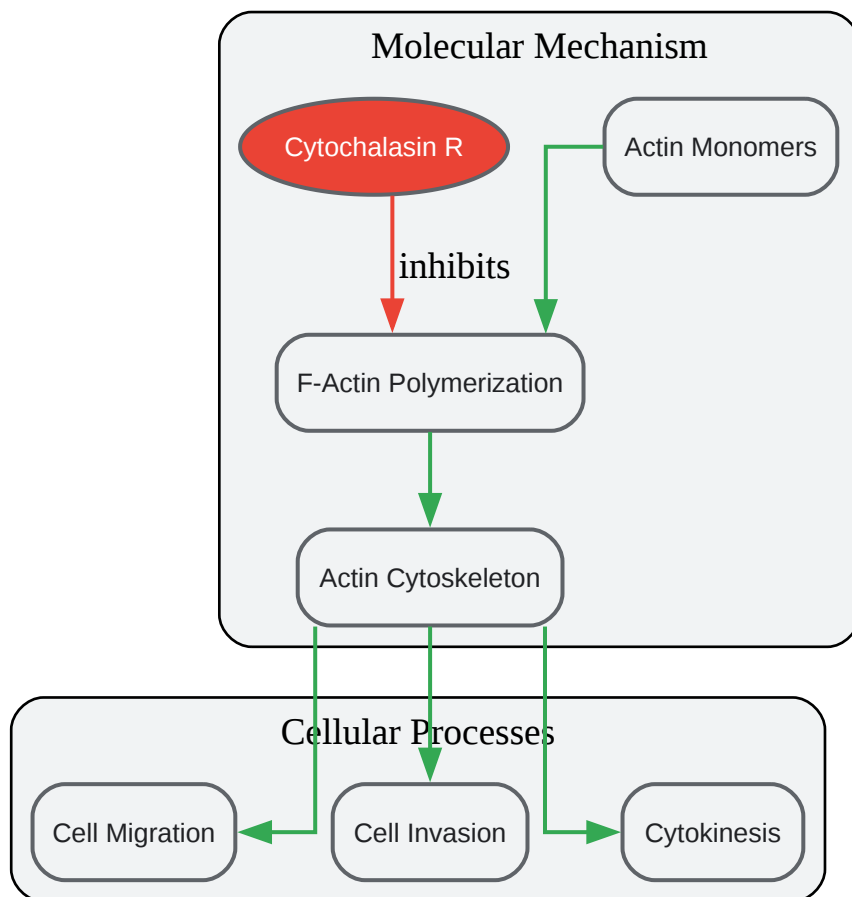 Molecular Mechanism
Cytochalasin R
Actin Monomers
inhibits
F-Actin Polymerization
Actin Cytoskeleton
Cellular Processes
Cell Migration
Cell Invasion
Cytokinesis